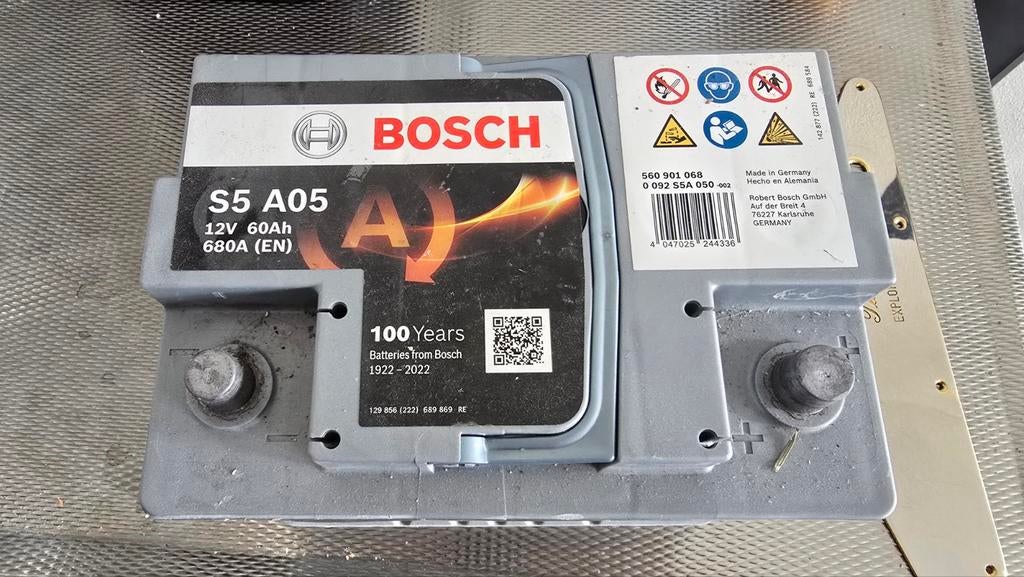 BOSCH
S5 A05
12V 60Ah
680A (EN)
A
100 Years
Batteries from Bosch
1922 – 2022
129 856 (222) 689 869 RE
560 901 068
0 092 S5A 050 -002
4 047025 244336
Made in Germany
Hecho en Alemania
Robert Bosch GmbH
Auf der Breit 4
76227 Karlsruhe
GERMANY
142 877 (222) RE 689 584
EXPLOR